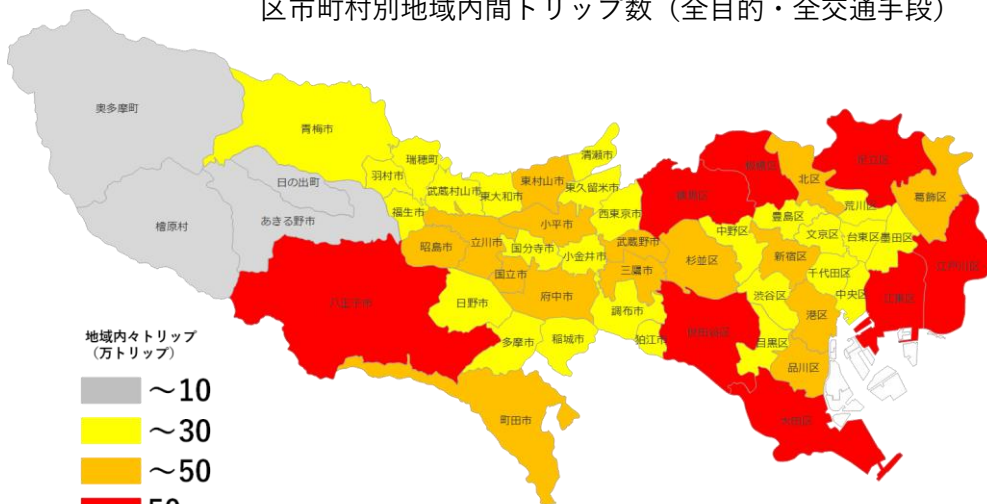 区市町村別地域内間トリップ数（全目的・全交通手段）
奥多摩町
青梅市
日の出町
あきる野市
檜原村
瑞穂町
羽村市
武蔵村山市
東大和市
東村山市
清瀬市
東久留米市
西東京市
福生市
昭島市
立川市
小平市
国分寺市
小金井市
武蔵野市
三鷹市
国立市
府中市
調布市
狛江市
日野市
多摩市
稲城市
八王子市
町田市
練馬区
板橋区
北区
足立区
葛飾区
荒川区
豊島区
文京区
台東区
墨田区
江戸川区
中野区
杉並区
新宿区
千代田区
中央区
江東区
渋谷区
港区
世田谷区
目黒区
品川区
大田区
地域内々トリップ
（万トリップ）
～10
～30
～50
50